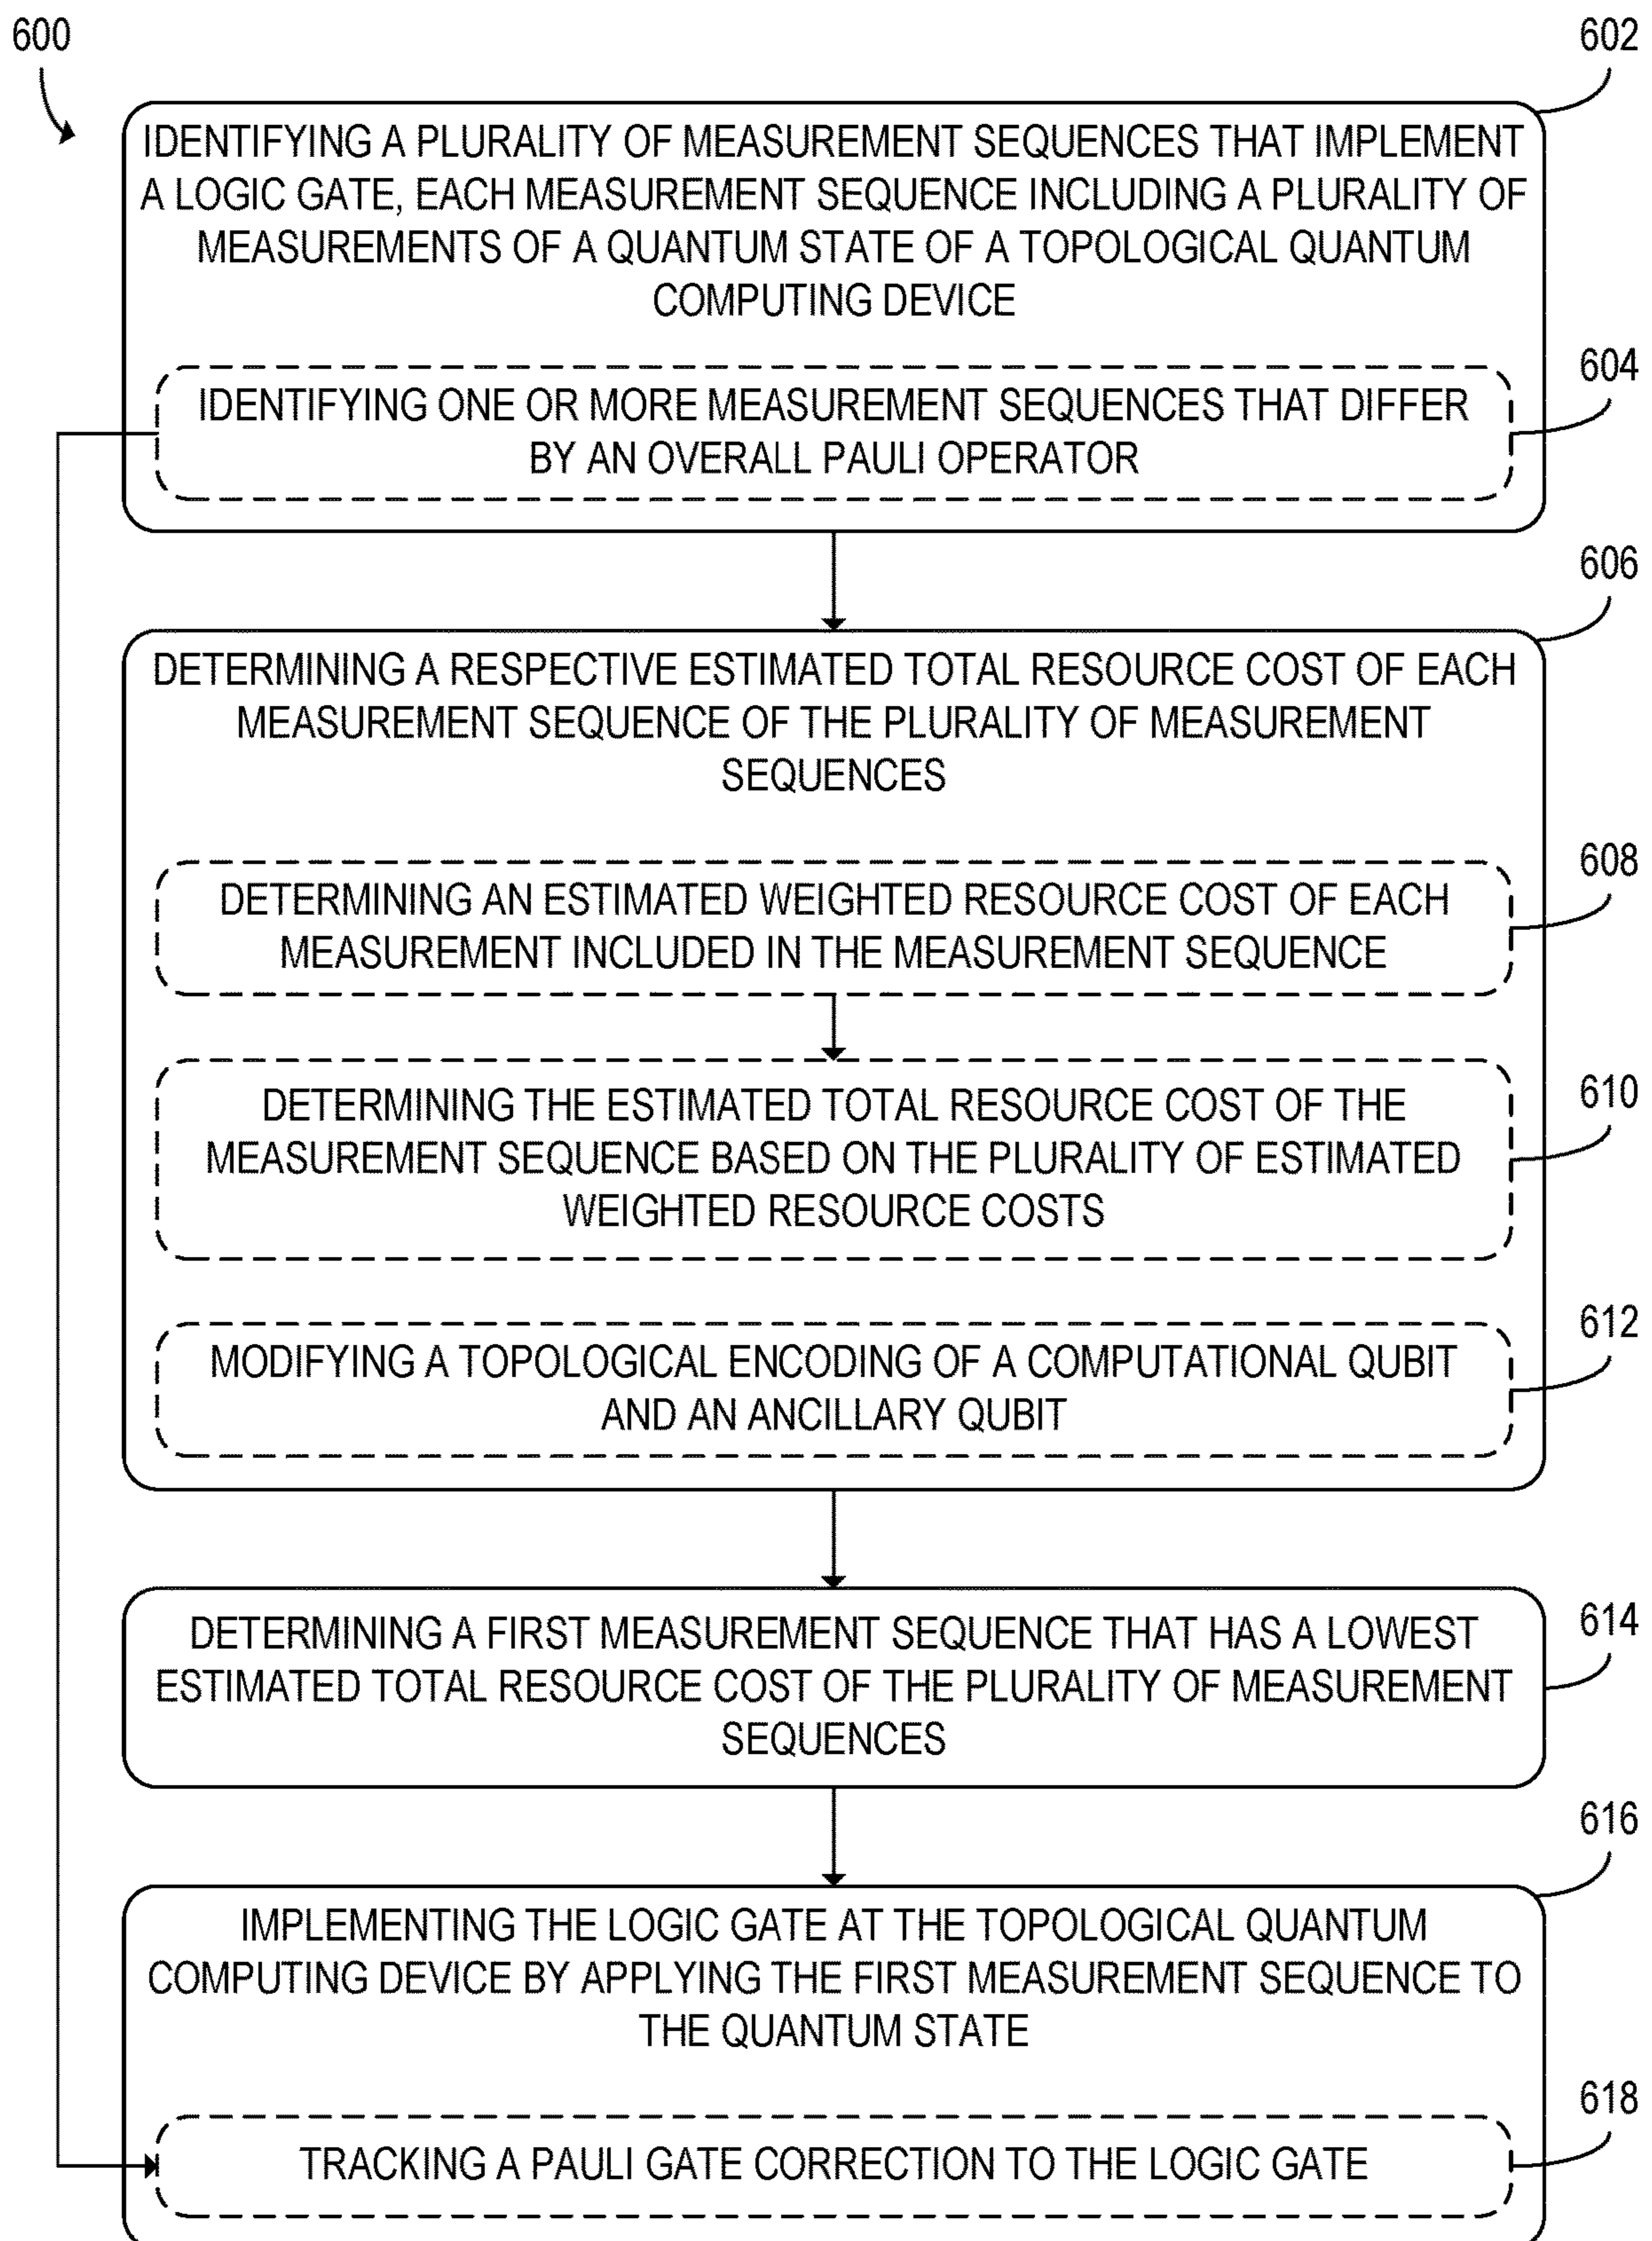 600
602
IDENTIFYING A PLURALITY OF MEASUREMENT SEQUENCES THAT IMPLEMENT
A LOGIC GATE, EACH MEASUREMENT SEQUENCE INCLUDING A PLURALITY OF
MEASUREMENTS OF A QUANTUM STATE OF A TOPOLOGICAL QUANTUM
COMPUTING DEVICE
604
IDENTIFYING ONE OR MORE MEASUREMENT SEQUENCES THAT DIFFER
BY AN OVERALL PAULI OPERATOR
606
DETERMINING A RESPECTIVE ESTIMATED TOTAL RESOURCE COST OF EACH
MEASUREMENT SEQUENCE OF THE PLURALITY OF MEASUREMENT
SEQUENCES
608
DETERMINING AN ESTIMATED WEIGHTED RESOURCE COST OF EACH
MEASUREMENT INCLUDED IN THE MEASUREMENT SEQUENCE
610
DETERMINING THE ESTIMATED TOTAL RESOURCE COST OF THE
MEASUREMENT SEQUENCE BASED ON THE PLURALITY OF ESTIMATED
WEIGHTED RESOURCE COSTS
612
MODIFYING A TOPOLOGICAL ENCODING OF A COMPUTATIONAL QUBIT
AND AN ANCILLARY QUBIT
614
DETERMINING A FIRST MEASUREMENT SEQUENCE THAT HAS A LOWEST
ESTIMATED TOTAL RESOURCE COST OF THE PLURALITY OF MEASUREMENT
SEQUENCES
616
IMPLEMENTING THE LOGIC GATE AT THE TOPOLOGICAL QUANTUM
COMPUTING DEVICE BY APPLYING THE FIRST MEASUREMENT SEQUENCE TO
THE QUANTUM STATE
618
TRACKING A PAULI GATE CORRECTION TO THE LOGIC GATE